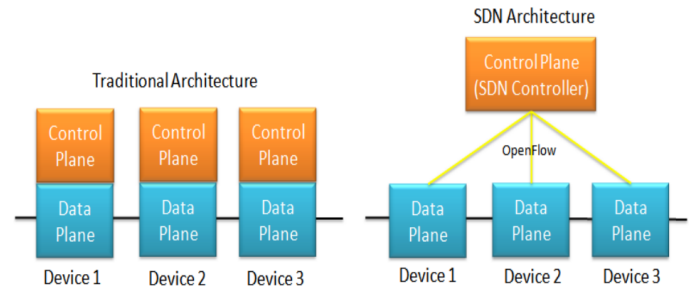 Traditional Architecture
Control
Plane
Control
Plane
Control
Plane
Data
Plane
Data
Plane
Data
Plane
Device 1
Device 2
Device 3
SDN Architecture
Control Plane
(SDN Controller)
OpenFlow
Data
Plane
Data
Plane
Data
Plane
Device 1
Device 2
Device 3